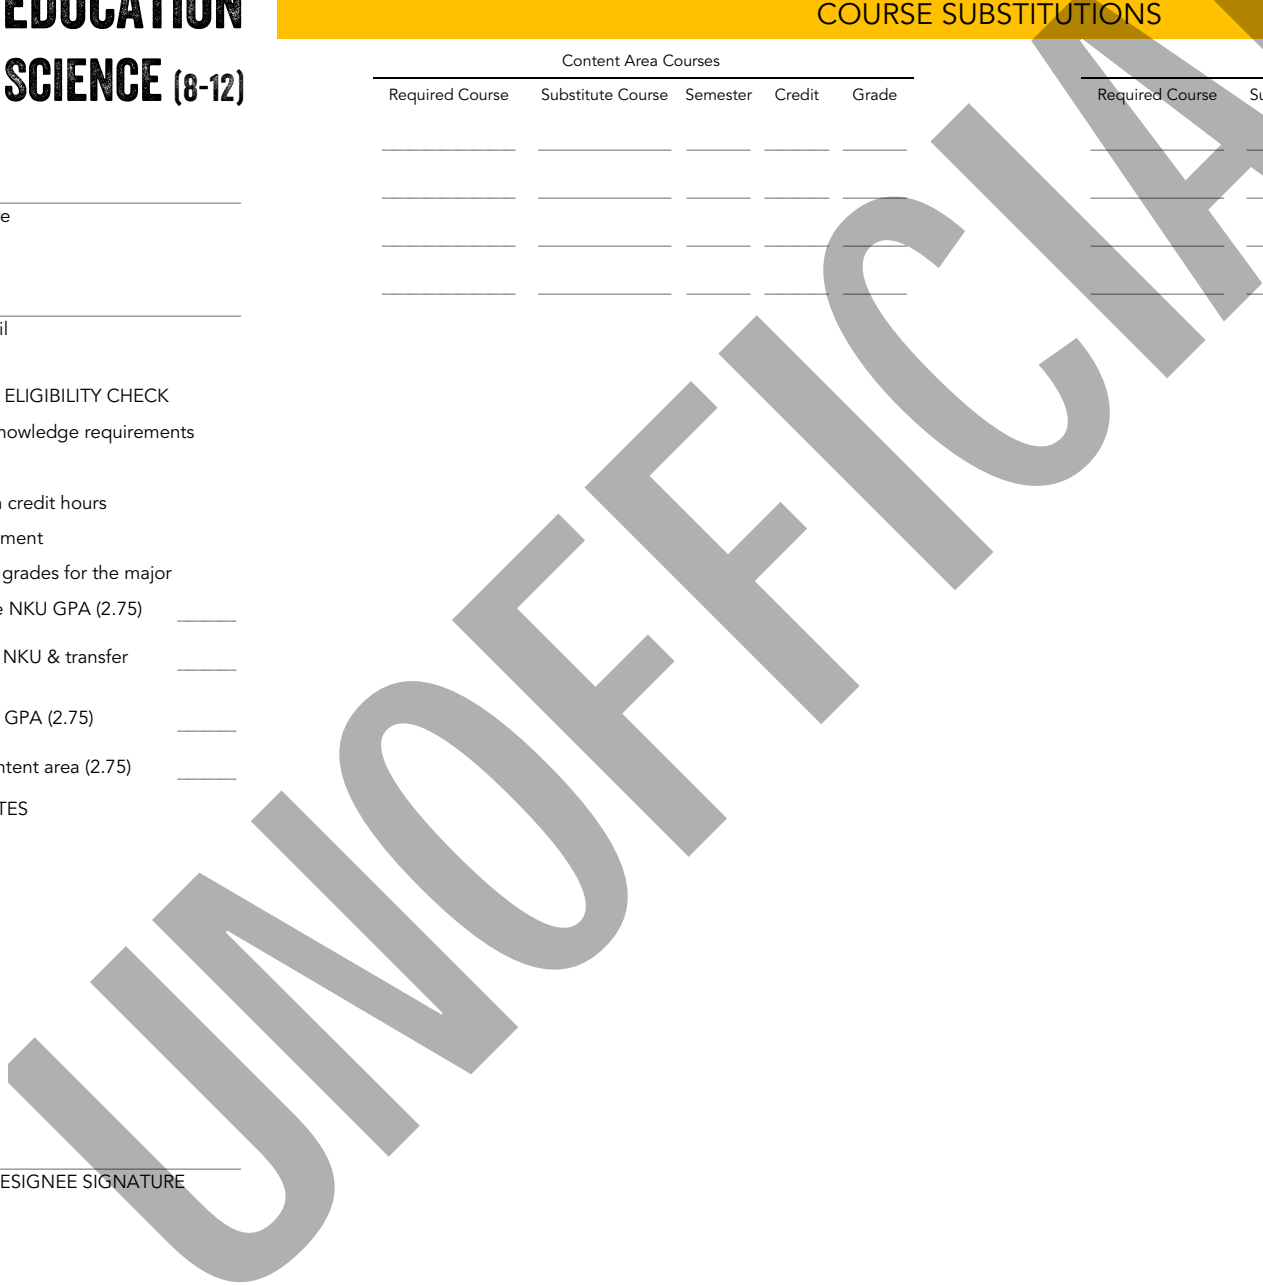 EDUCATION
SCIENCE (8-12)
e
il
ELIGIBILITY CHECK
nowledge requirements
credit hours
ment
grades for the major
e NKU GPA (2.75)
NKU & transfer
GPA (2.75)
ntent area (2.75)
TES
ESIGNEE SIGNATURE
COURSE SUBSTITUTIONS
Content Area Courses
Required Course Substitute Course Semester Credit Grade
Required Course Su
UNOFFICIA